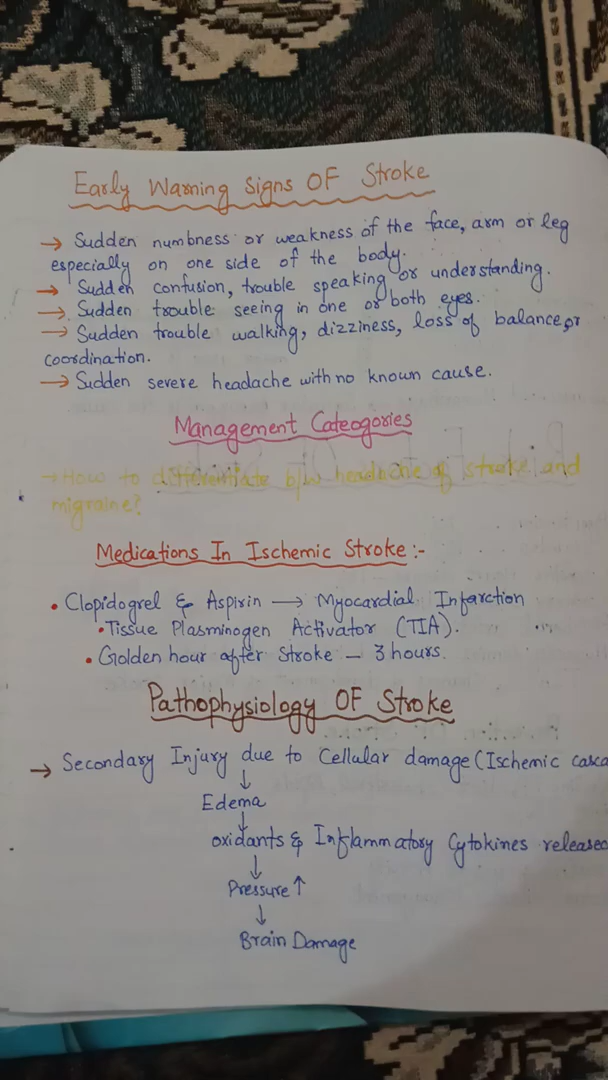 Early Warning Signs OF Stroke
→ Sudden numbness or weakness of the face, arm or leg
especially on one side of the body.
→ Sudden confusion, trouble speaking or understanding.
→ Sudden trouble seeing in one or both eyes.
→ Sudden trouble walking, dizziness, loss of balance, or
coordination.
→ Sudden severe headache with no known cause.
Management Cateogories
→ How to differentiate b/w headache of stroke and
migraine?
Medications In Ischemic Stroke :-
• Clopidogrel & Aspirin → Myocardial Infarction
• Tissue Plasminogen Activator (TIA).
• Golden hour after Stroke – 3 hours.
Pathophysiology OF Stroke
→ Secondary Injury due to Cellular damage (Ischemic casca
↓
Edema
↓
oxidants & Inflammatory Cytokines released
↓
Pressure ↑
↓
Brain Damage